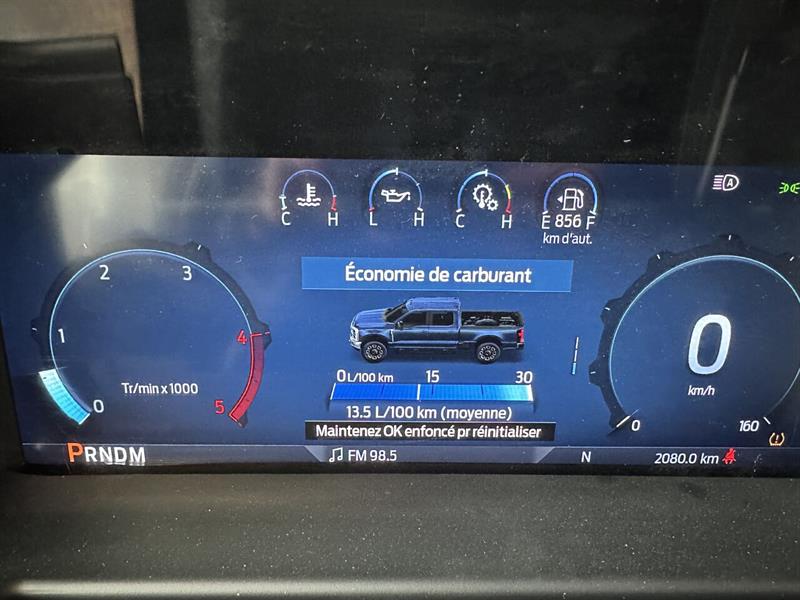 C H
L H
C H
E 856 F
km d'aut.
A
Économie de carburant
0 L/100 km 15 30
13.5 L/100 km (moyenne)
Maintenez OK enfoncé pr réinitialiser
0
1
2
3
4
5
Tr/min x 1000
0
km/h
0
160
PRNDM
FM 98.5
N
2080.0 km